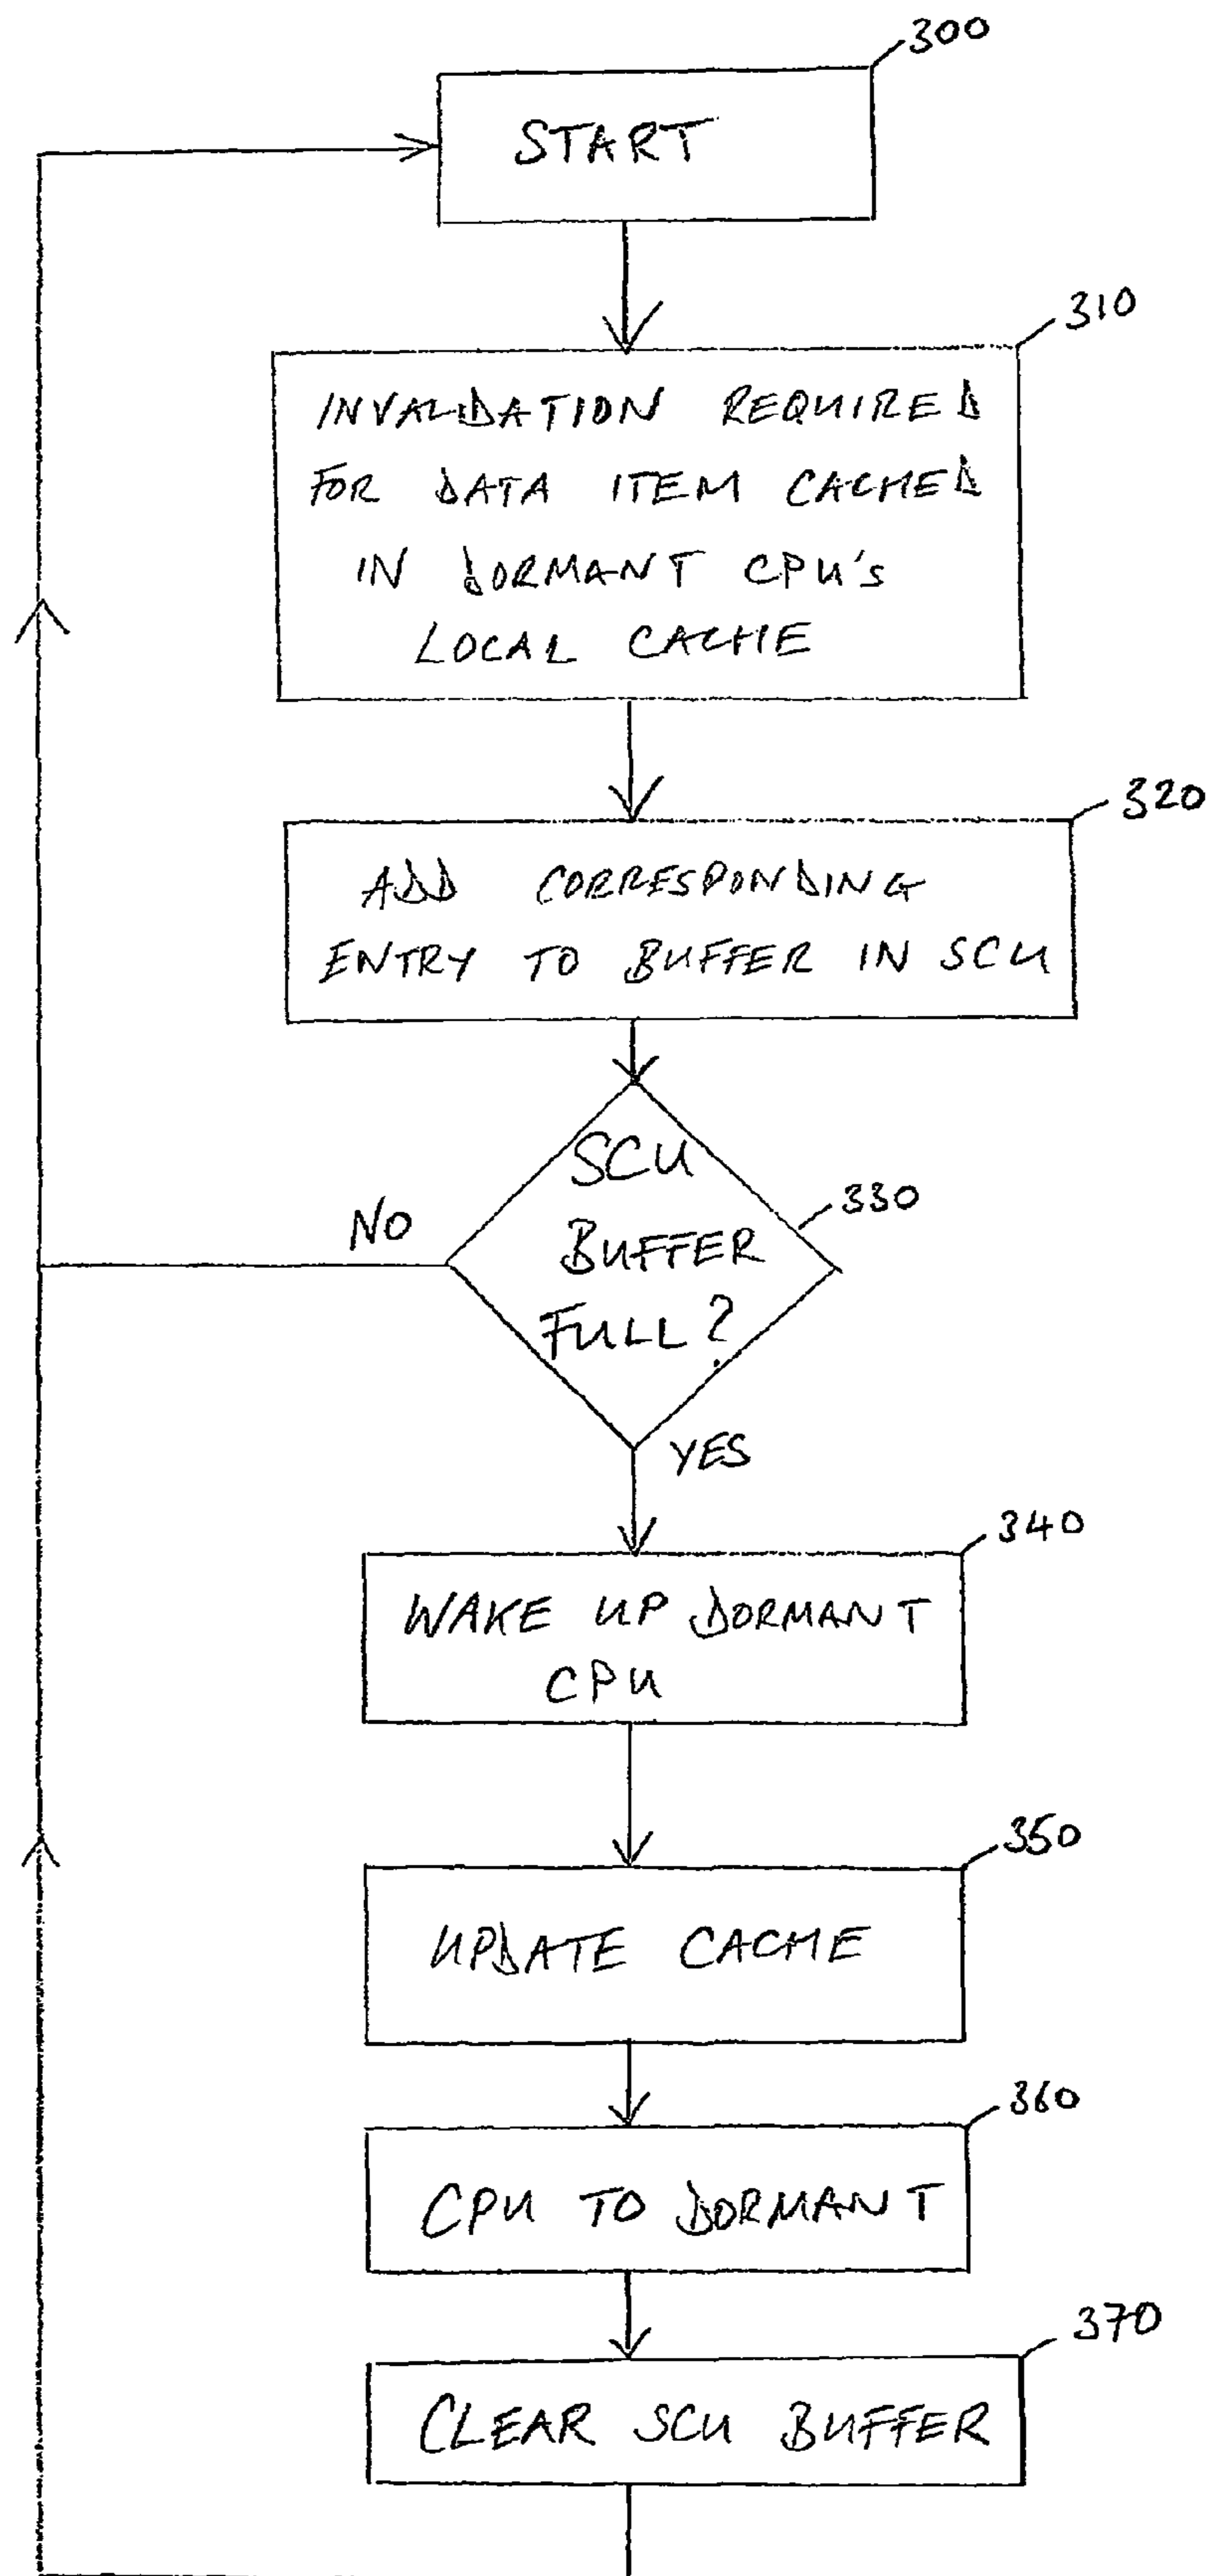 300
START
310
INVALIDATION REQUIRED
FOR DATA ITEM CACHED
IN DORMANT CPU's
LOCAL CACHE
320
ADD CORRESPONDING
ENTRY TO BUFFER IN SCU
SCU
330
NO
BUFFER
FULL?
YES
340
WAKE UP DORMANT
CPU
350
UPDATE CACHE
360
CPU TO DORMANT
370
CLEAR SCU BUFFER